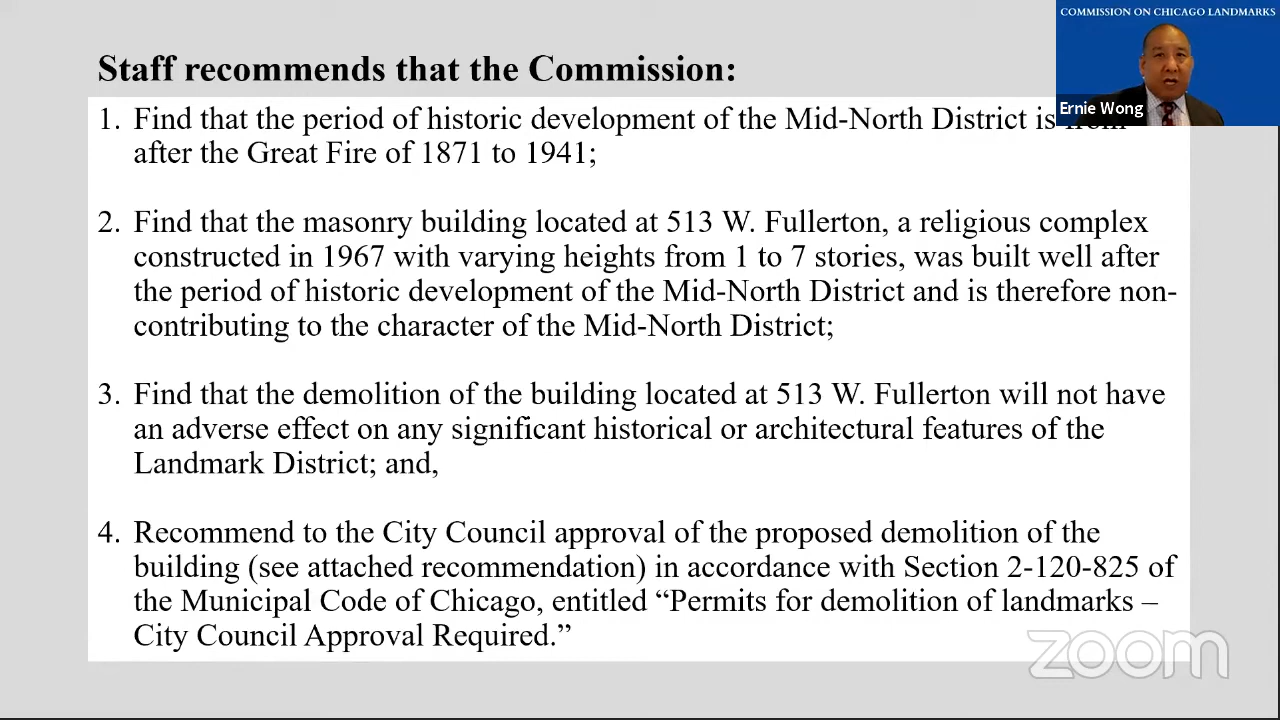 COMMISSION ON CHICAGO LANDMARKS
Ernie Wong
Staff recommends that the Commission:
1. Find that the period of historic development of the Mid-North District is from
after the Great Fire of 1871 to 1941;
2. Find that the masonry building located at 513 W. Fullerton, a religious complex
constructed in 1967 with varying heights from 1 to 7 stories, was built well after
the period of historic development of the Mid-North District and is therefore non-
contributing to the character of the Mid-North District;
3. Find that the demolition of the building located at 513 W. Fullerton will not have
an adverse effect on any significant historical or architectural features of the
Landmark District; and,
4. Recommend to the City Council approval of the proposed demolition of the
building (see attached recommendation) in accordance with Section 2-120-825 of
the Municipal Code of Chicago, entitled “Permits for demolition of landmarks –
City Council Approval Required.”
zoom